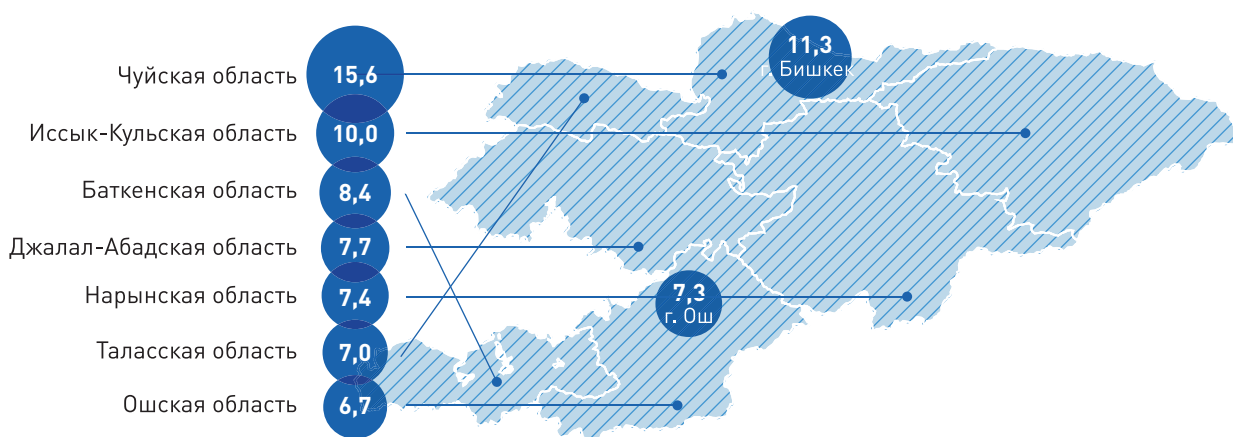 Чуйская область 15,6
Иссык-Кульская область 10,0
Баткенская область 8,4
Джалал-Абадская область 7,7
Нарынская область 7,4
Таласская область 7,0
Ошская область 6,7
11,3
г. Бишкек
7,3
г. Ош